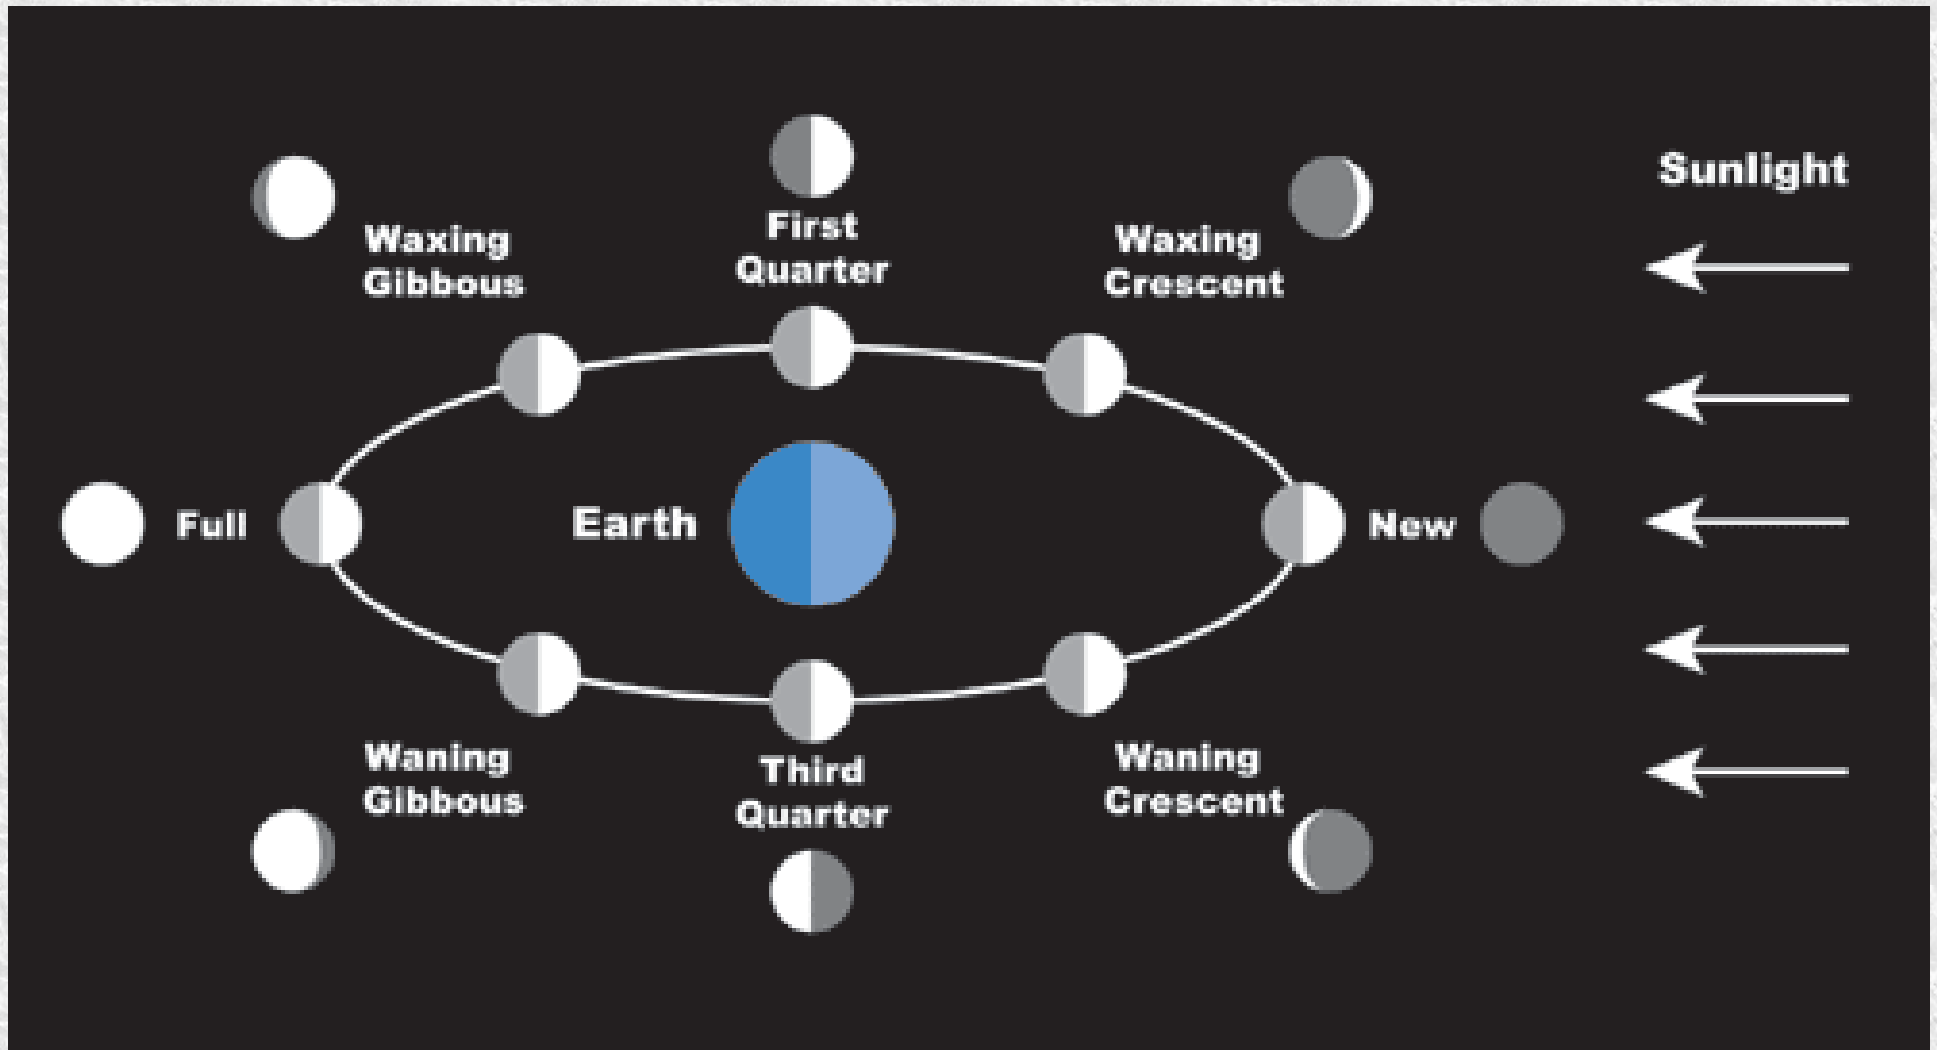 Sunlight
Waxing
Gibbous
First
Quarter
Waxing
Crescent
Full
Earth
New
Waning
Gibbous
Third
Quarter
Waning
Crescent